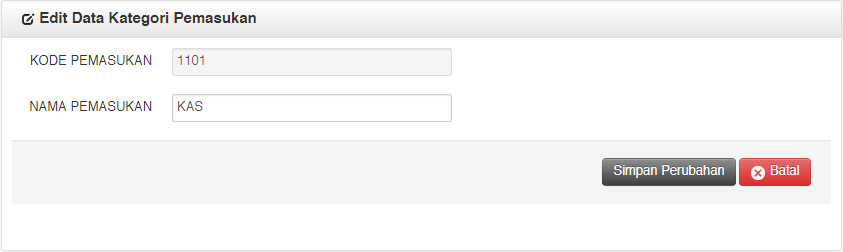 Edit Data Kategori Pemasukan
KODE PEMASUKAN 1101
NAMA PEMASUKAN KAS
Simpan Perubahan Batal